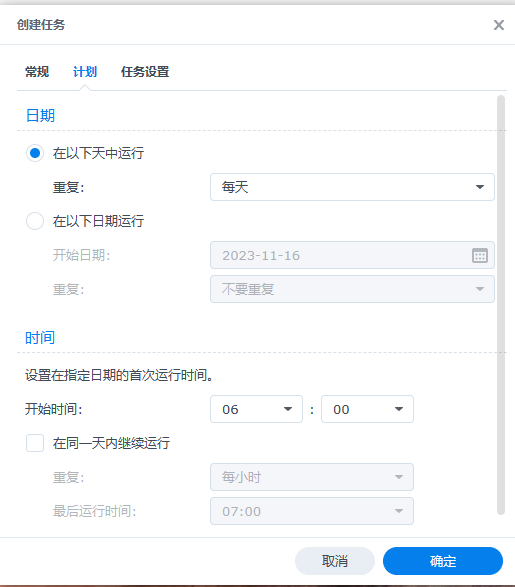 创建任务
常规 计划 任务设置
日期
在以下天中运行
重复： 每天
在以下日期运行
开始日期： 2023-11-16
重复： 不要重复
时间
设置在指定日期的首次运行时间。
开始时间： 06 : 00
在同一天内继续运行
重复： 每小时
最后运行时间： 07:00
取消 确定